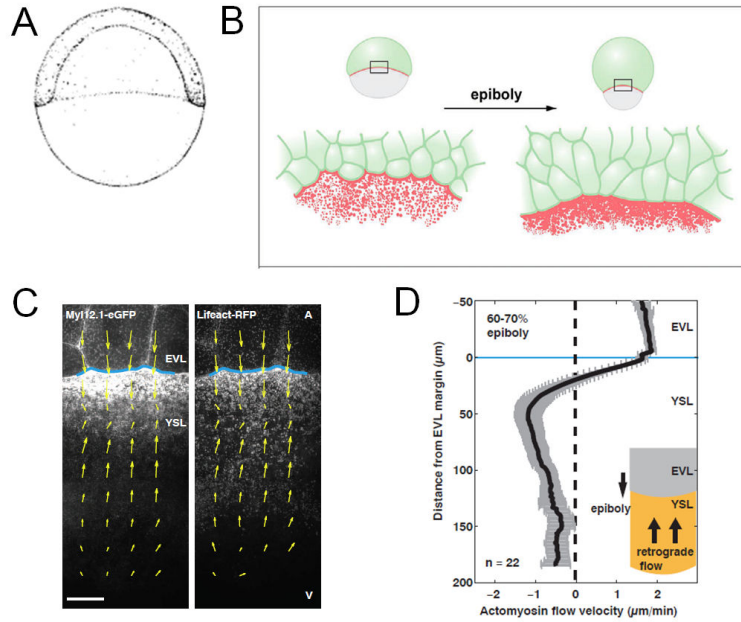 A
B
epiboly
C
Myl12.1-eGFP
Lifeact-RFP
A
EVL
YSL
V
D
60-70%
epiboly
EVL
YSL
EVL
YSL
epiboly
retrograde
flow
n = 22
-50
0
50
100
150
200
Distance from EVL margin (µm)
-2
-1
0
1
2
Actomyosin flow velocity (µm/min)